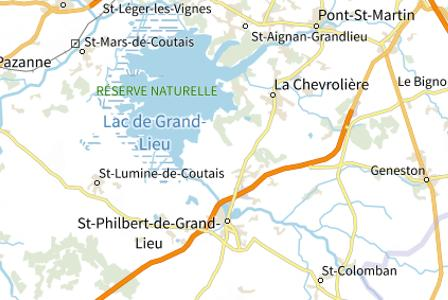 St-Léger-les-Vignes
Pont-St-Martin
St-Aignan-Grandlieu
St-Mars-de-Coutais
Pazanne
La Chevrolière
Le Bigno
RÉSERVE NATURELLE
Lac de Grand-
Lieu
St-Lumine-de-Coutais
Geneston
St-Philbert-de-Grand-
Lieu
St-Colomban